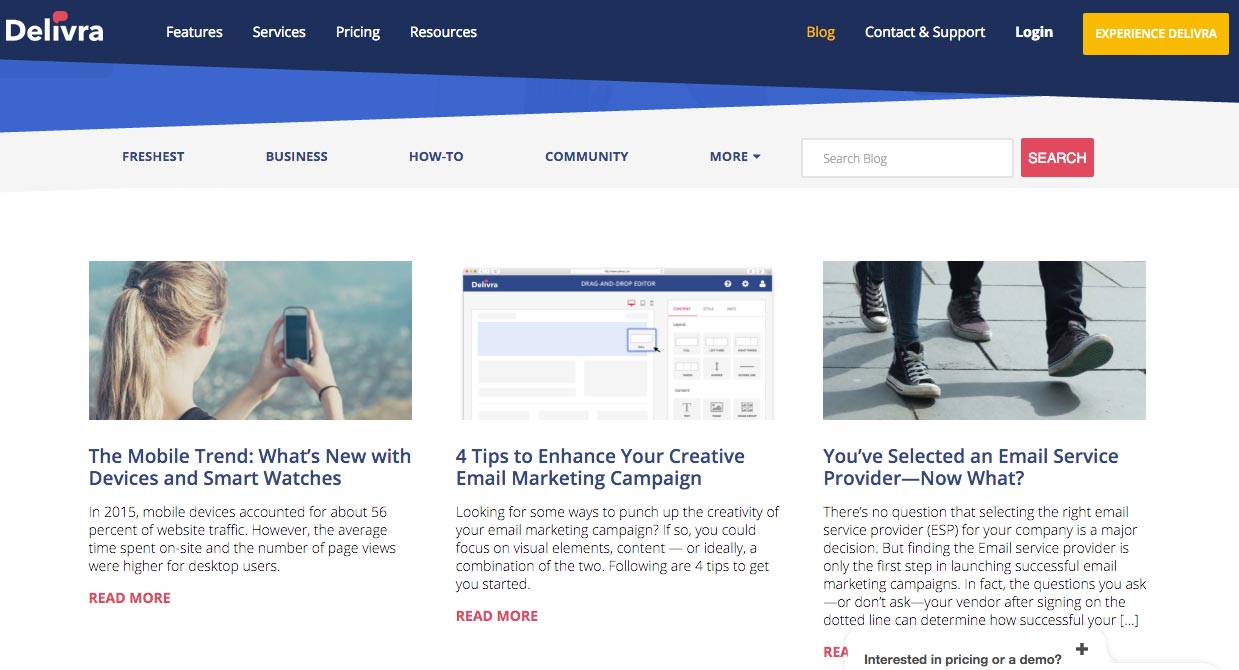 Delivra
Features Services Pricing Resources
Blog Contact & Support Login EXPERIENCE DELIVRA
FRESHEST BUSINESS HOW-TO COMMUNITY MORE
Search Blog SEARCH
Delivra DRAG-AND-DROP EDITOR
CONTENT STYLE INFO
Layout
Content
The Mobile Trend: What’s New with
Devices and Smart Watches
In 2015, mobile devices accounted for about 56
percent of website traffic. However, the average
time spent on-site and the number of page views
were higher for desktop users.
READ MORE
4 Tips to Enhance Your Creative
Email Marketing Campaign
Looking for some ways to punch up the creativity of
your email marketing campaign? If so, you could
focus on visual elements, content — or ideally, a
combination of the two. Following are 4 tips to get
you started.
READ MORE
You’ve Selected an Email Service
Provider—Now What?
There’s no question that selecting the right email
service provider (ESP) for your company is a major
decision. But finding the Email service provider is
only the first step in launching successful email
marketing campaigns. In fact, the questions you ask
—or don’t ask—your vendor after signing on the
dotted line can determine how successful your […]
REA
Interested in pricing or a demo? +